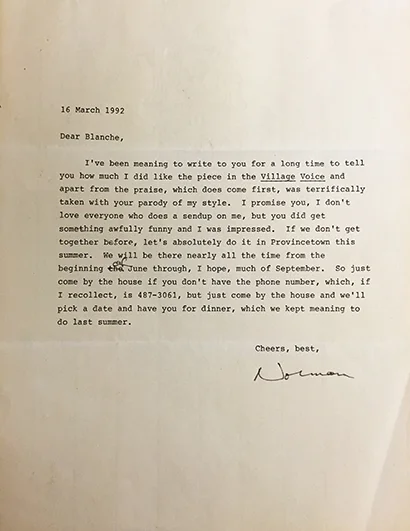 16 March 1992
Dear Blanche,
I've been meaning to write to you for a long time to tell
you how much I did like the piece in the Village Voice and
apart from the praise, which does come first, was terrifically
taken with your parody of my style.  I promise you, I don't
love everyone who does a sendup on me, but you did get
something awfully funny and I was impressed.  If we don't get
together before, let's absolutely do it in Provincetown this
summer.  We will be there nearly all the time from the
beginning the of June through, I hope, much of September.  So just
come by the house if you don't have the phone number, which, if
I recollect, is 487-3061, but just come by the house and we'll
pick a date and have you for dinner, which we kept meaning to
do last summer.
Cheers, best,
Norman